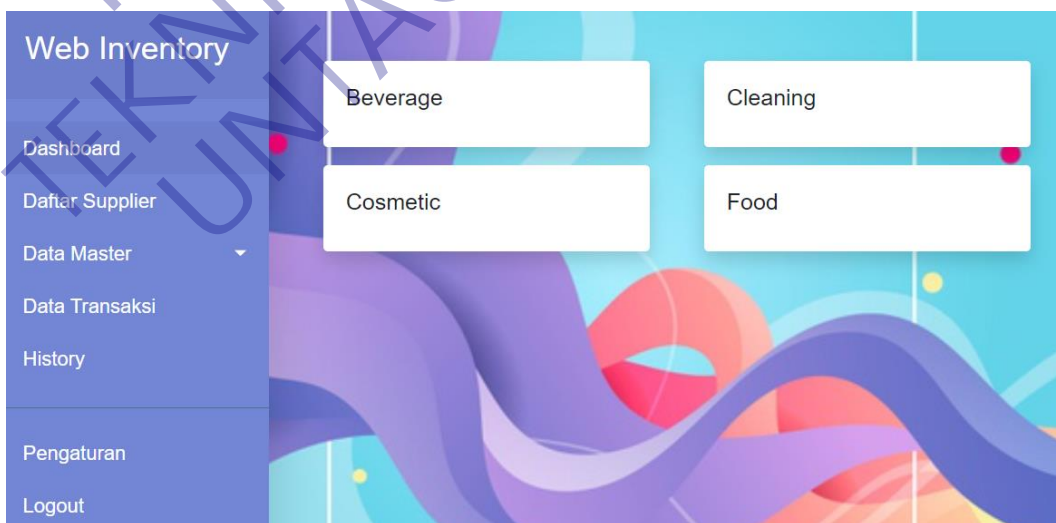 Web Inventory
Dashboard
Daftar Supplier
Data Master
Data Transaksi
History
Pengaturan
Logout
Beverage
Cleaning
Cosmetic
Food